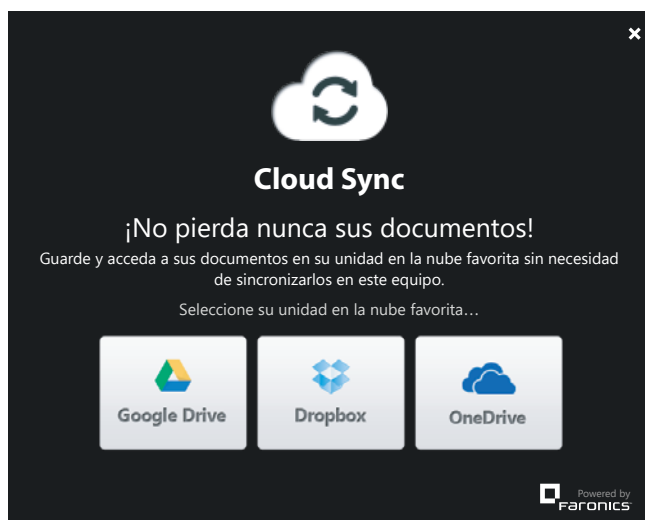 Cloud Sync
¡No pierda nunca sus documentos!
Guarde y acceda a sus documentos en su unidad en la nube favorita sin necesidad
de sincronizarlos en este equipo.
Seleccione su unidad en la nube favorita...
Google Drive
Dropbox
OneDrive
Powered by
FARONICS